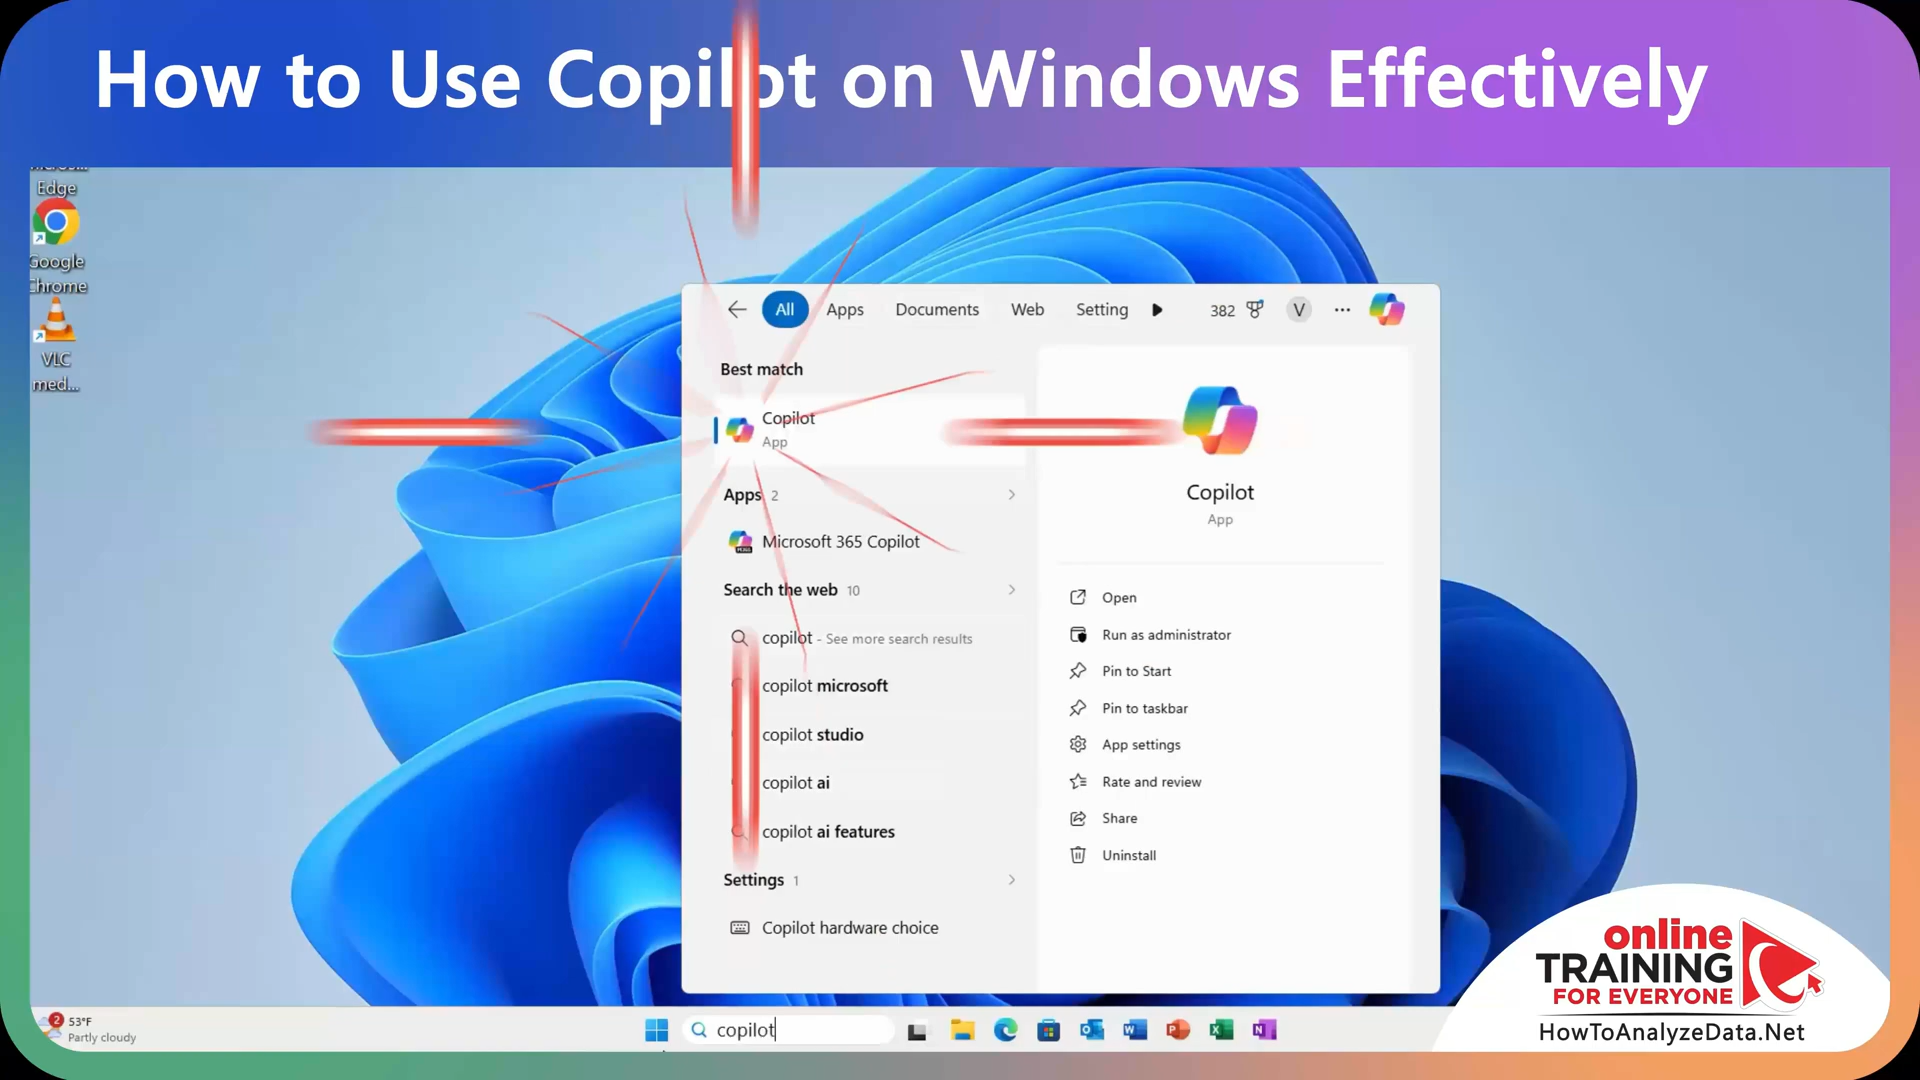 How to Use Copilot on Windows Effectively
Edge
Google
Chrome
VLC
med...
All Apps Documents Web Setting 382 V ...
Best match
Copilot
App
Apps 2
Microsoft 365 Copilot
Search the web 10
copilot - See more search results
copilot microsoft
copilot studio
copilot ai
copilot ai features
Settings 1
Copilot hardware choice
Copilot
App
Open
Run as administrator
Pin to Start
Pin to taskbar
App settings
Rate and review
Share
Uninstall
online
TRAINING
FOR EVERYONE
HowToAnalyzeData.Net
2
53°F
Partly cloudy
copilot